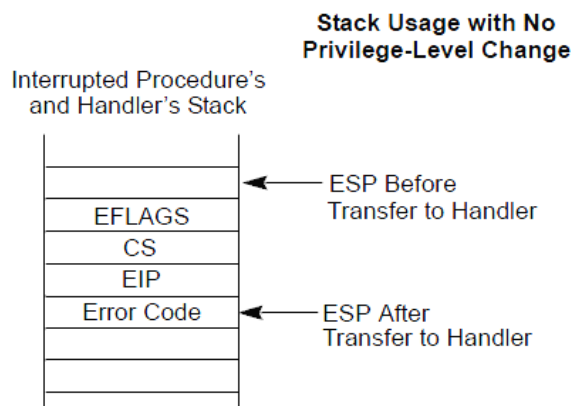 Stack Usage with No
Privilege-Level Change
Interrupted Procedure’s
and Handler’s Stack
ESP Before
Transfer to Handler
EFLAGS
CS
EIP
Error Code
ESP After
Transfer to Handler